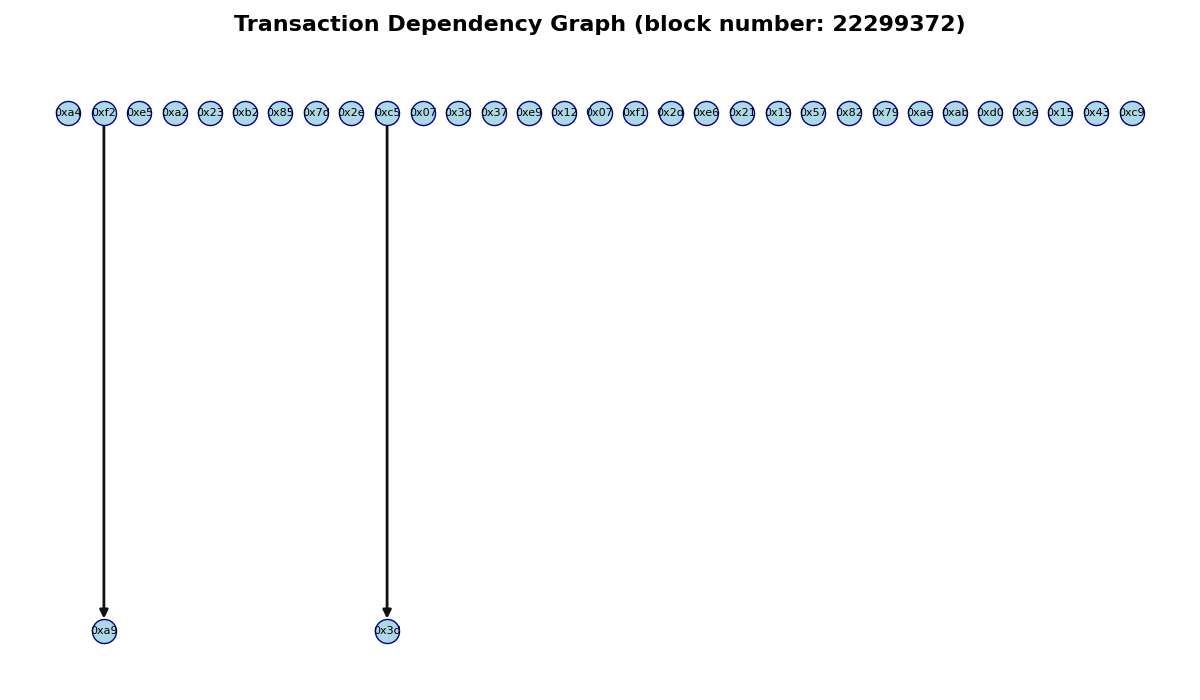 Transaction Dependency Graph (block number: 22299372)
0xa4 0xf2 0xe5 0xa2 0x23 0xb2 0x85 0x7d 0x2e 0xc5 0x07 0x3d 0x37 0xe9 0x12 0x07 0xf1 0x2d 0xe6 0x21 0x19 0x57 0x82 0x79 0xae 0xab 0xd0 0x3e 0x15 0x43 0xc9
0xa9 0x3d